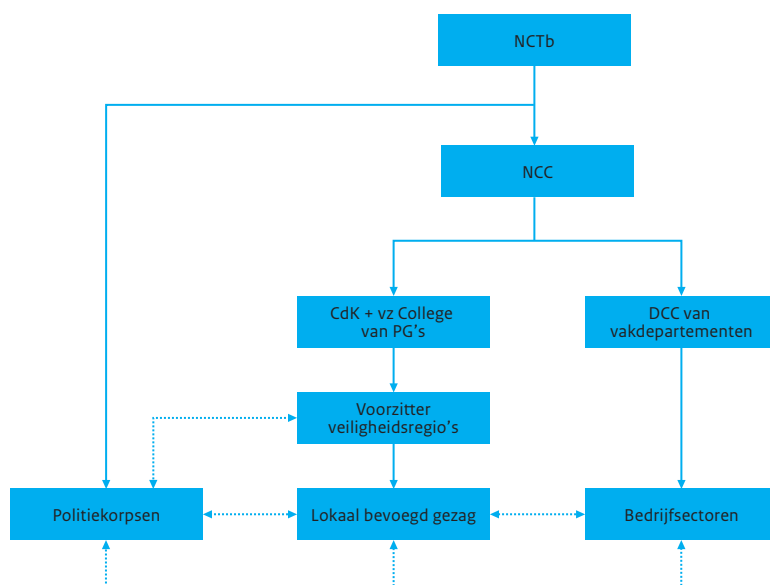 NCTb
NCC
CdK + vz College
van PG's
DCC van
vakdepartementen
Voorzitter
veiligheidsregio's
Politiekorpsen
Lokaal bevoegd gezag
Bedrijfsectoren